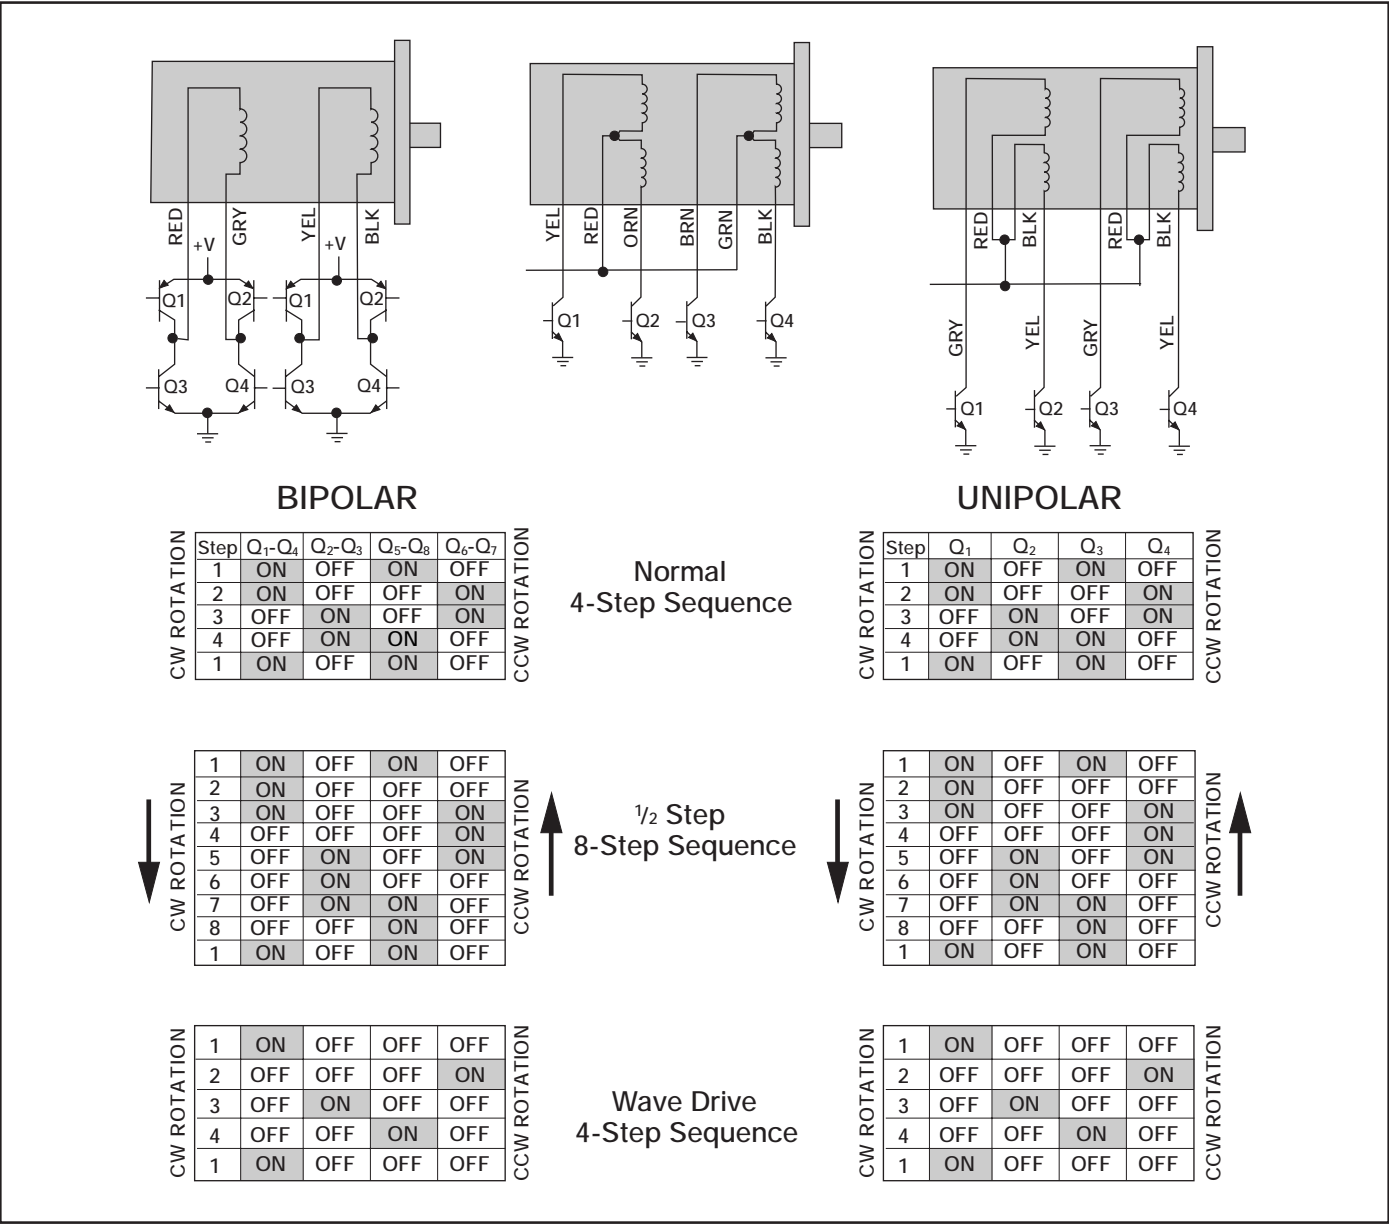 RED
GRY
YEL
BLK
+V
+V
Q1
Q2
Q1
Q2
Q3
Q4
Q3
Q4
YEL
RED
ORN
BRN
GRN
BLK
Q1
Q2
Q3
Q4
RED
BLK
RED
BLK
GRY
YEL
GRY
YEL
Q1
Q2
Q3
Q4
BIPOLAR
UNIPOLAR
CW ROTATION
Step Q1-Q4 Q2-Q3 Q5-Q8 Q6-Q7
1 ON OFF ON OFF
2 ON OFF OFF ON
3 OFF ON OFF ON
4 OFF ON ON OFF
1 ON OFF ON OFF
CCW ROTATION
Normal
4-Step Sequence
CW ROTATION
Step Q1 Q2 Q3 Q4
1 ON OFF ON OFF
2 ON OFF OFF ON
3 OFF ON OFF ON
4 OFF ON ON OFF
1 ON OFF ON OFF
CCW ROTATION
CW ROTATION
1 ON OFF ON OFF
2 ON OFF OFF OFF
3 ON OFF OFF ON
4 OFF OFF OFF ON
5 OFF ON OFF ON
6 OFF ON OFF OFF
7 OFF ON ON OFF
8 OFF OFF ON OFF
1 ON OFF ON OFF
CCW ROTATION
1/2 Step
8-Step Sequence
CW ROTATION
1 ON OFF ON OFF
2 ON OFF OFF OFF
3 ON OFF OFF ON
4 OFF OFF OFF ON
5 OFF ON OFF ON
6 OFF ON OFF OFF
7 OFF ON ON OFF
8 OFF OFF ON OFF
1 ON OFF ON OFF
CCW ROTATION
CW ROTATION
1 ON OFF OFF OFF
2 OFF OFF OFF ON
3 OFF ON OFF OFF
4 OFF OFF ON OFF
1 ON OFF OFF OFF
CCW ROTATION
Wave Drive
4-Step Sequence
CW ROTATION
1 ON OFF OFF OFF
2 OFF OFF OFF ON
3 OFF ON OFF OFF
4 OFF OFF ON OFF
1 ON OFF OFF OFF
CCW ROTATION